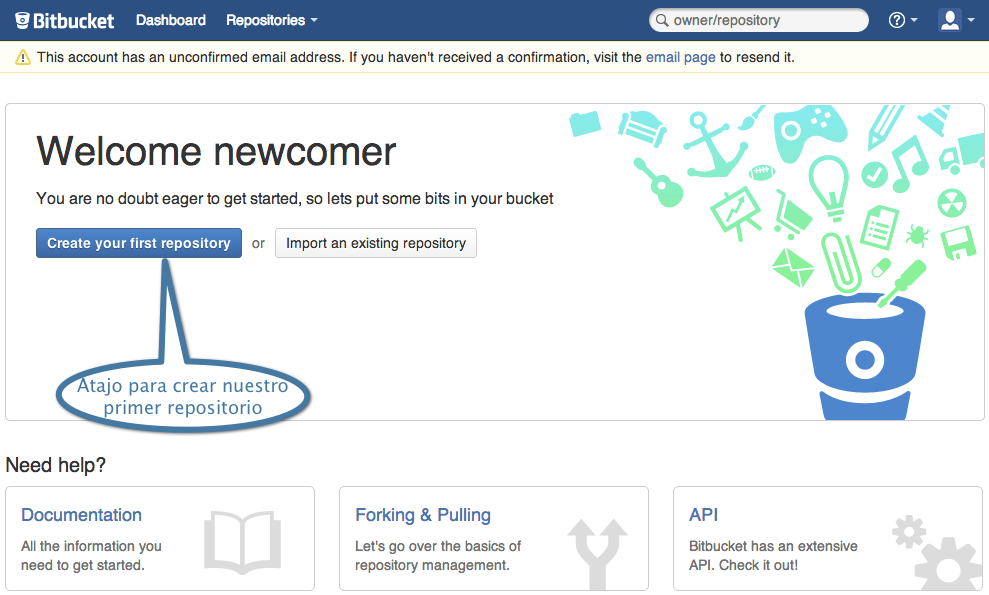 Bitbucket Dashboard Repositories owner/repository
This account has an unconfirmed email address. If you haven't received a confirmation, visit the email page to resend it.
Welcome newcomer
You are no doubt eager to get started, so lets put some bits in your bucket
Create your first repository or Import an existing repository
Atajo para crear nuestro
primer repositorio
Need help?
Documentation
All the information you
need to get started.
Forking & Pulling
Let's go over the basics of
repository management.
API
Bitbucket has an extensive
API. Check it out!